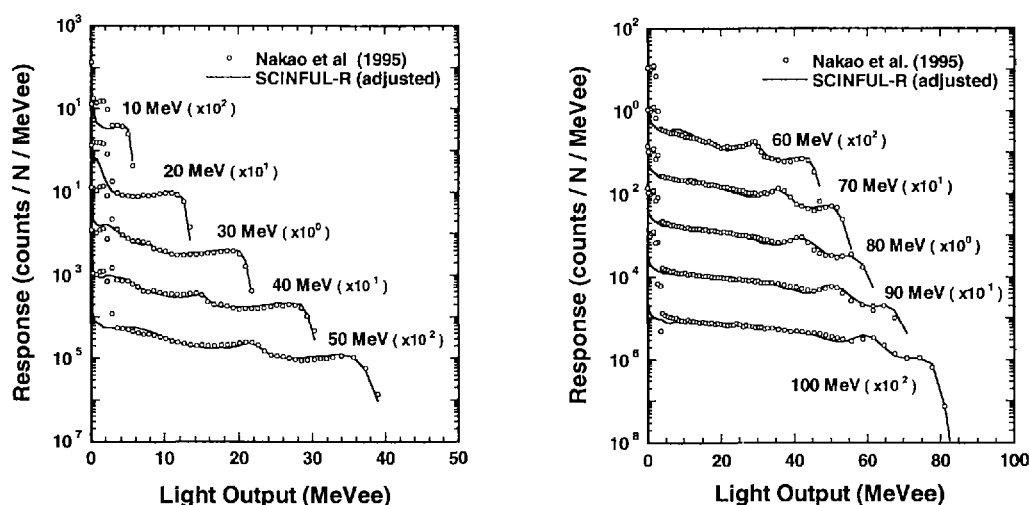 10³
10¹
10¹
10³
10⁵
10⁷
0
10
20
30
40
50
Response (counts / N / MeVee)
Light Output (MeVee)
Nakao et al (1995)
SCINFUL-R (adjusted)
10 MeV (x10²)
20 MeV (x10¹)
30 MeV (x10⁰)
40 MeV (x10¹)
50 MeV (x10²)
10²
10⁰
10²
10⁴
10⁶
10⁸
0
20
40
60
80
100
Response (counts / N / MeVee)
Light Output (MeVee)
Nakao et al. (1995)
SCINFUL-R (adjusted)
60 MeV (x10²)
70 MeV (x10¹)
80 MeV (x10⁰)
90 MeV (x10¹)
100 MeV (x10²)